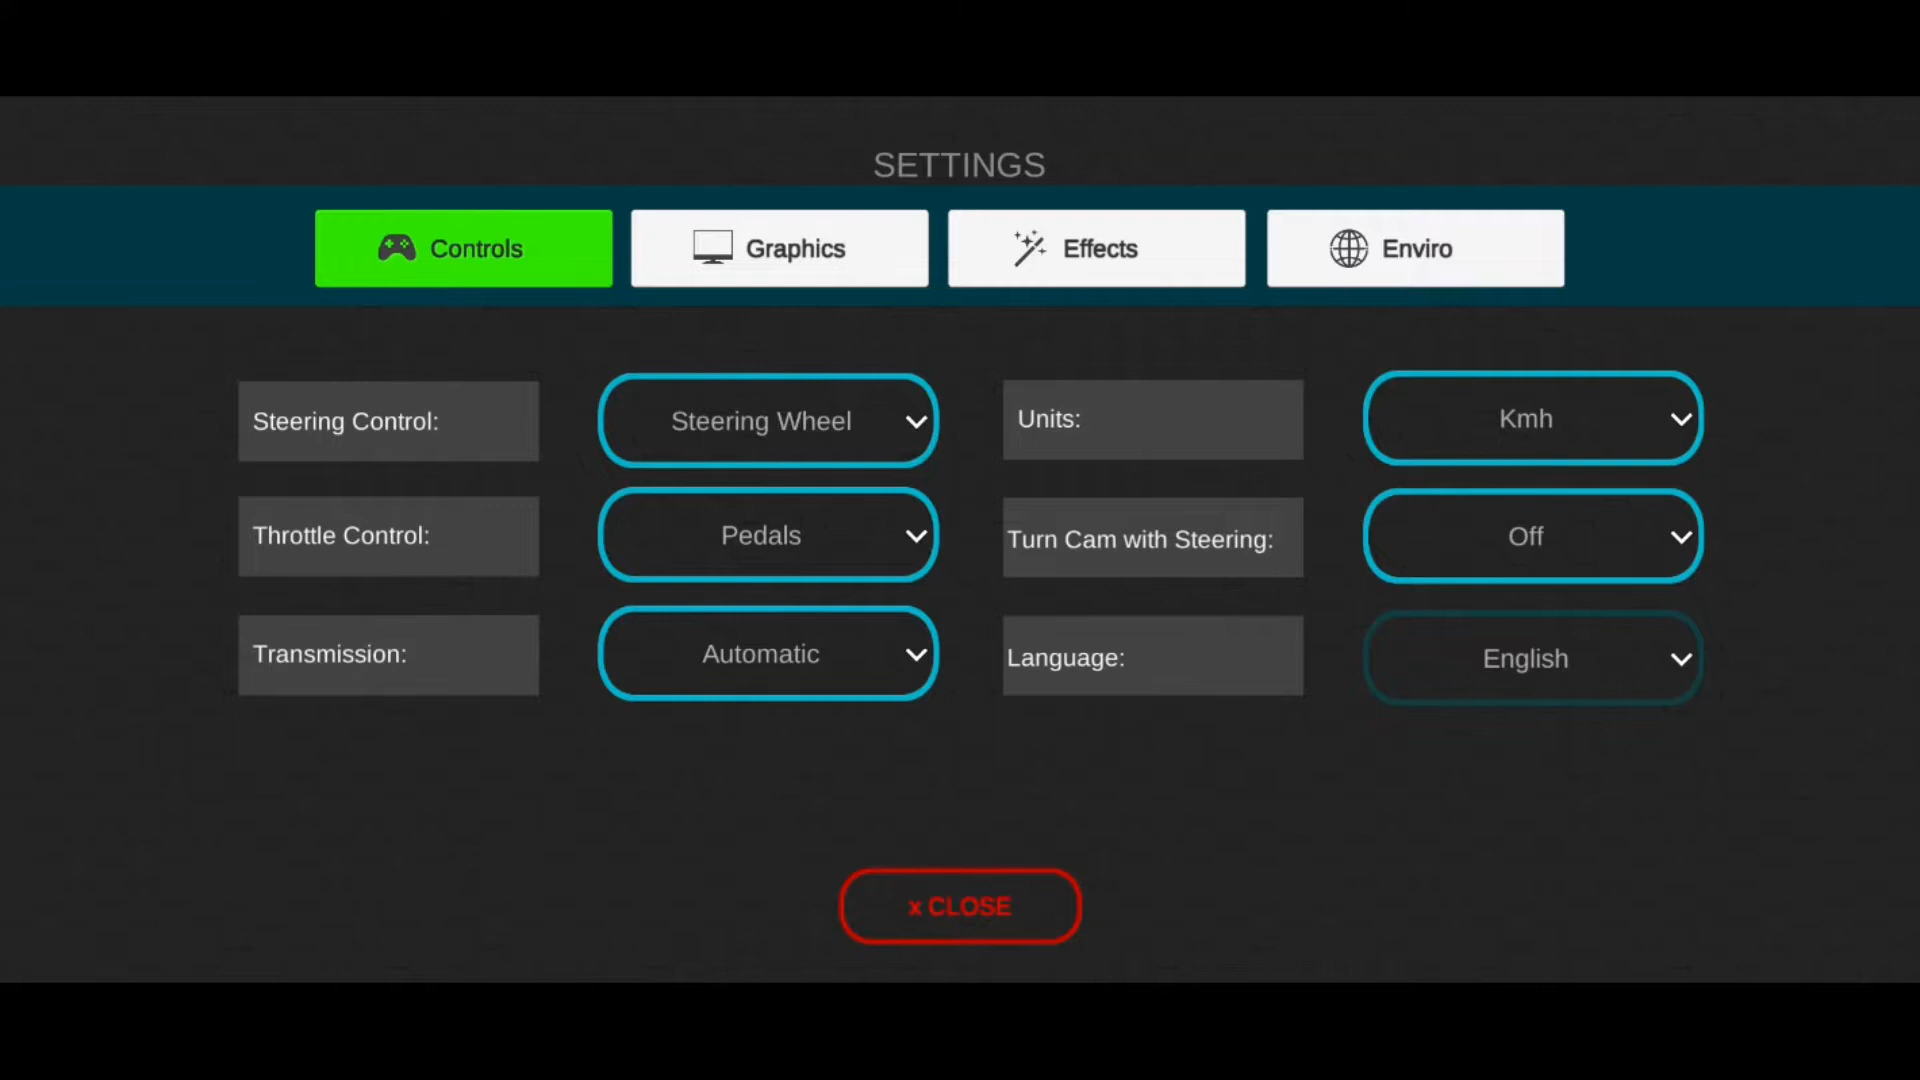 SETTINGS
Controls
Graphics
Effects
Enviro
Steering Control:
Steering Wheel
Units:
Kmh
Throttle Control:
Pedals
Turn Cam with Steering:
Off
Transmission:
Automatic
Language:
English
x CLOSE